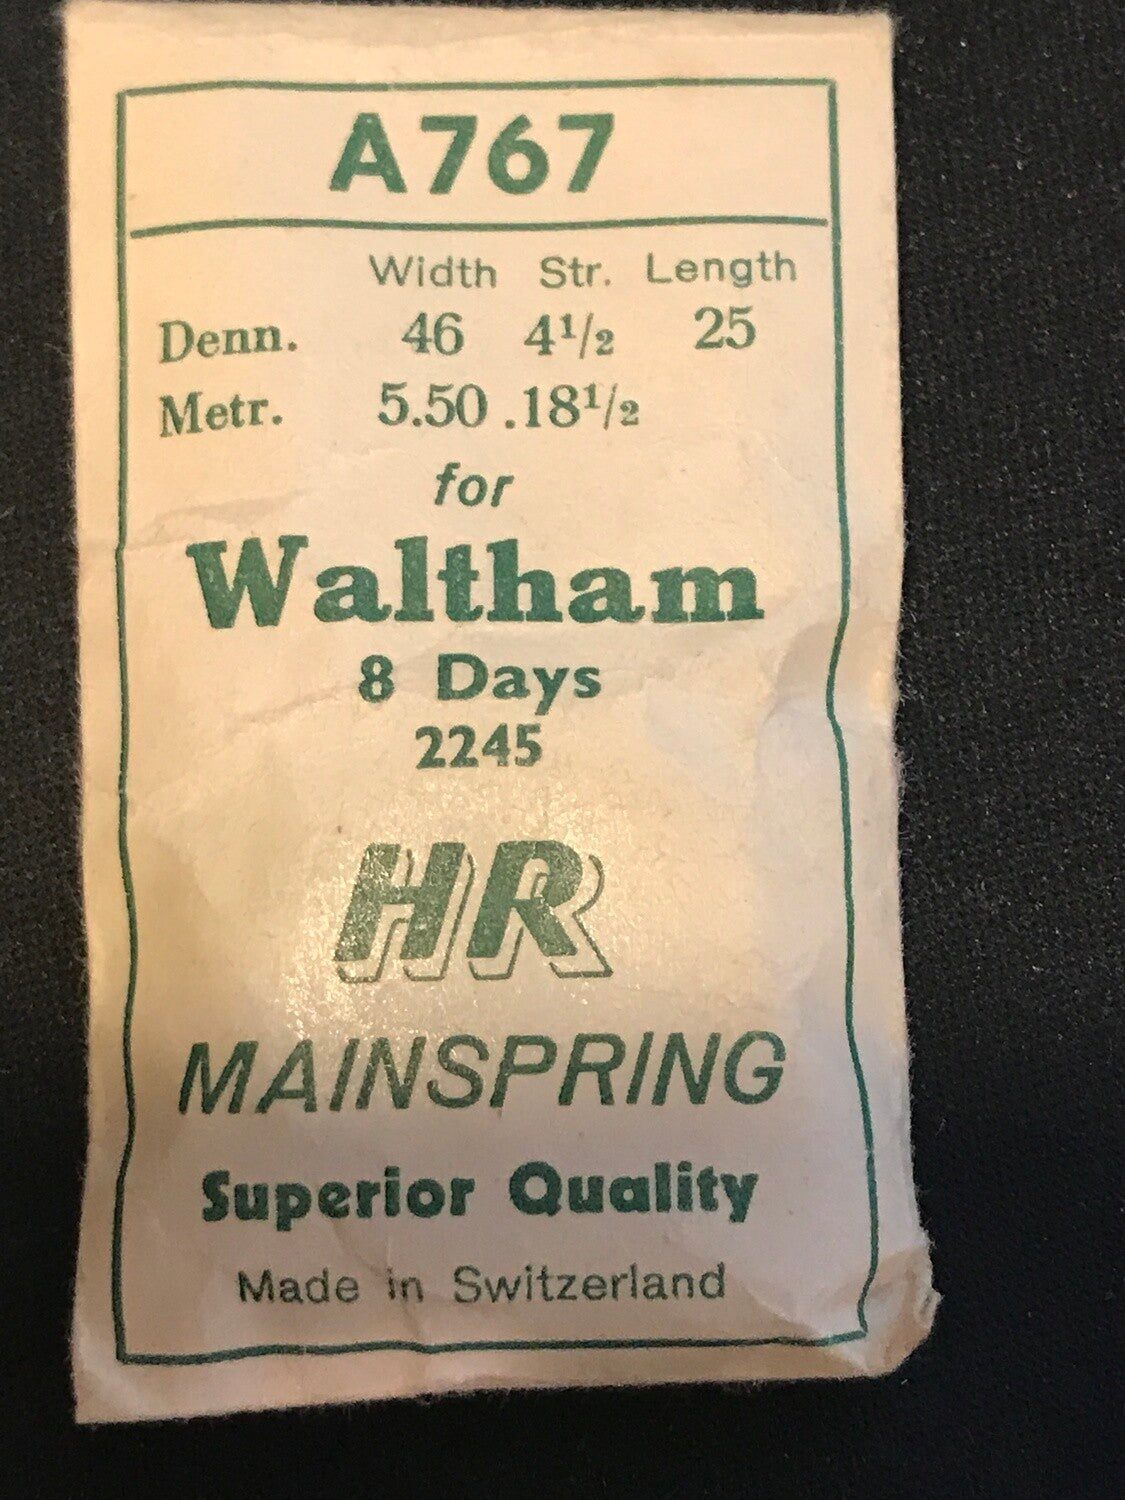 A767
Width Str. Length
Denn. 46 4½ 25
Metr. 5.50 .18½
for
Waltham
8 Days
2245
HR
MAINSPRING
Superior Quality
Made in Switzerland